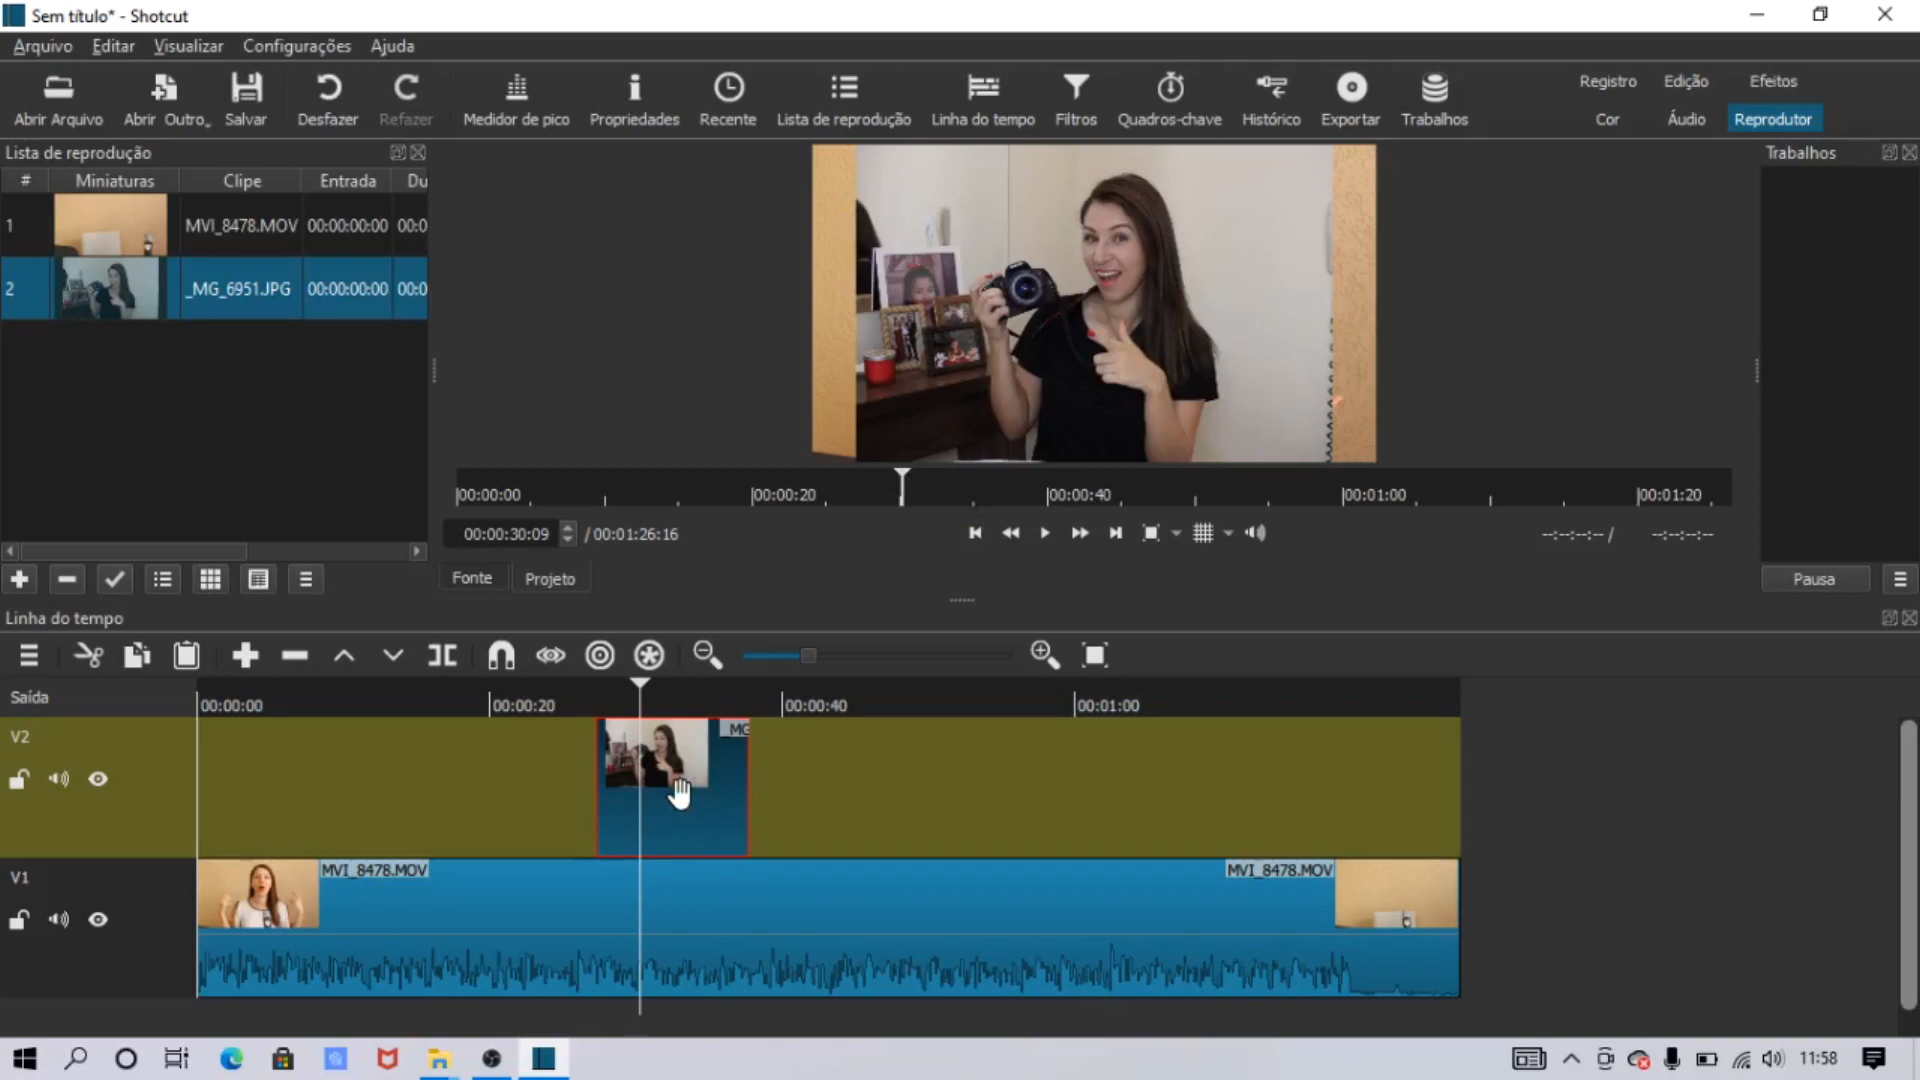 Sem título* - Shotcut
Arquivo Editar Visualizar Configurações Ajuda
Abrir Arquivo Abrir Outro Salvar Desfazer Refazer Medidor de pico Propriedades Recente Lista de reprodução Linha do tempo Filtros Quadros-chave Histórico Exportar Trabalhos
Registro Edição Efeitos
Cor Áudio Reprodutor
Lista de reprodução
# Miniaturas Clipe Entrada Du
1 MVI_8478.MOV 00:00:00:00 00:0
2 _MG_6951.JPG 00:00:00:00 00:0
Trabalhos
00:00:00 00:00:20 00:00:40 00:01:00 00:01:20
00:00:30:09 / 00:01:26:16 --:--:--:-- / --:--:--:--
Fonte Projeto
Pausa
Linha do tempo
Saída 00:00:00 00:00:20 00:00:40 00:01:00
V2
V1
MVI_8478.MOV MVI_8478.MOV
11:58